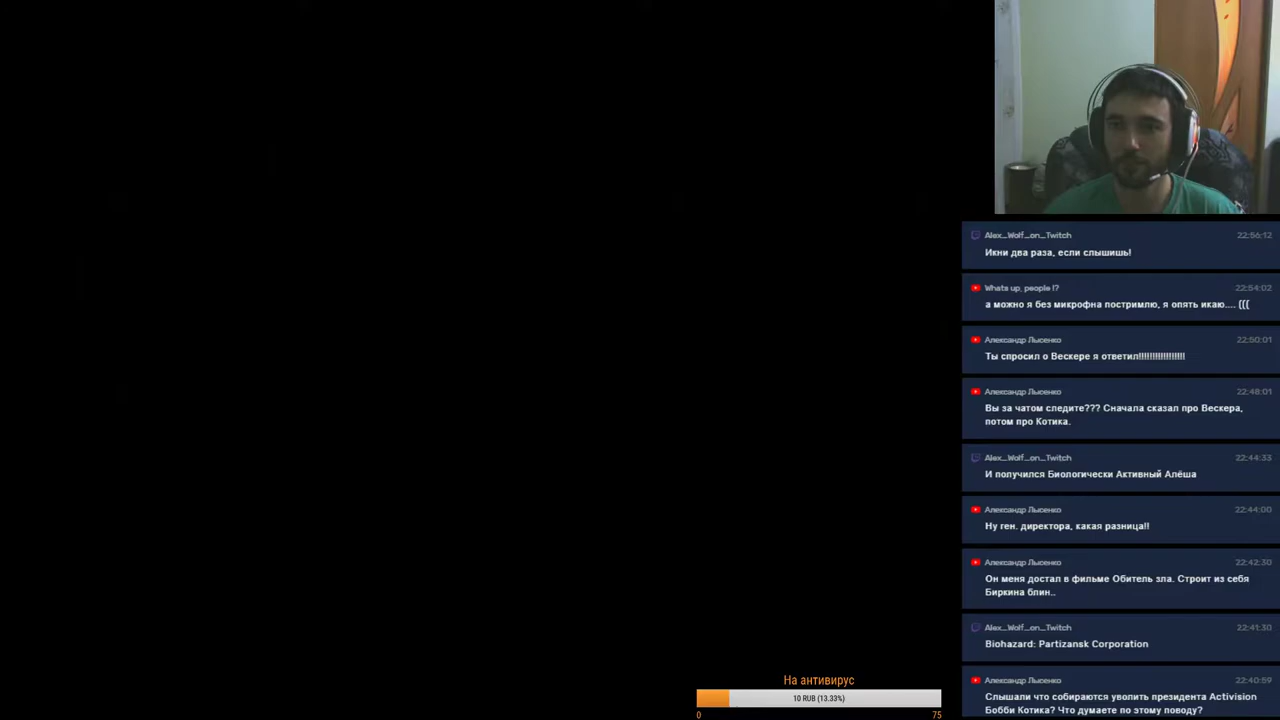 Alex_Wolf_on_Twitch 22:56:12
Икни два раза, если слышишь!
Whats up, people !? 22:54:02
а можно я без микрофна постримлю, я опять икаю.... (((
Александр Лысенко 22:50:01
Ты спросил о Вескере я ответил!!!!!!!!!!!!!!!!!
Александр Лысенко 22:48:01
Вы за чатом следите??? Сначала сказал про Вескера,
потом про Котика.
Alex_Wolf_on_Twitch 22:44:33
И получился Биологически Активный Алёша
Александр Лысенко 22:44:00
Ну ген. директора, какая разница!!
Александр Лысенко 22:42:30
Он меня достал в фильме Обитель зла. Строит из себя
Биркина блин..
Alex_Wolf_on_Twitch 22:41:30
Biohazard: Partizansk Corporation
Александр Лысенко 22:40:59
Слышали что собираются уволить президента Activision
Бобби Котика? Что думаете по этому поводу?
На антивирус
10 RUB (13.33%)
0 75